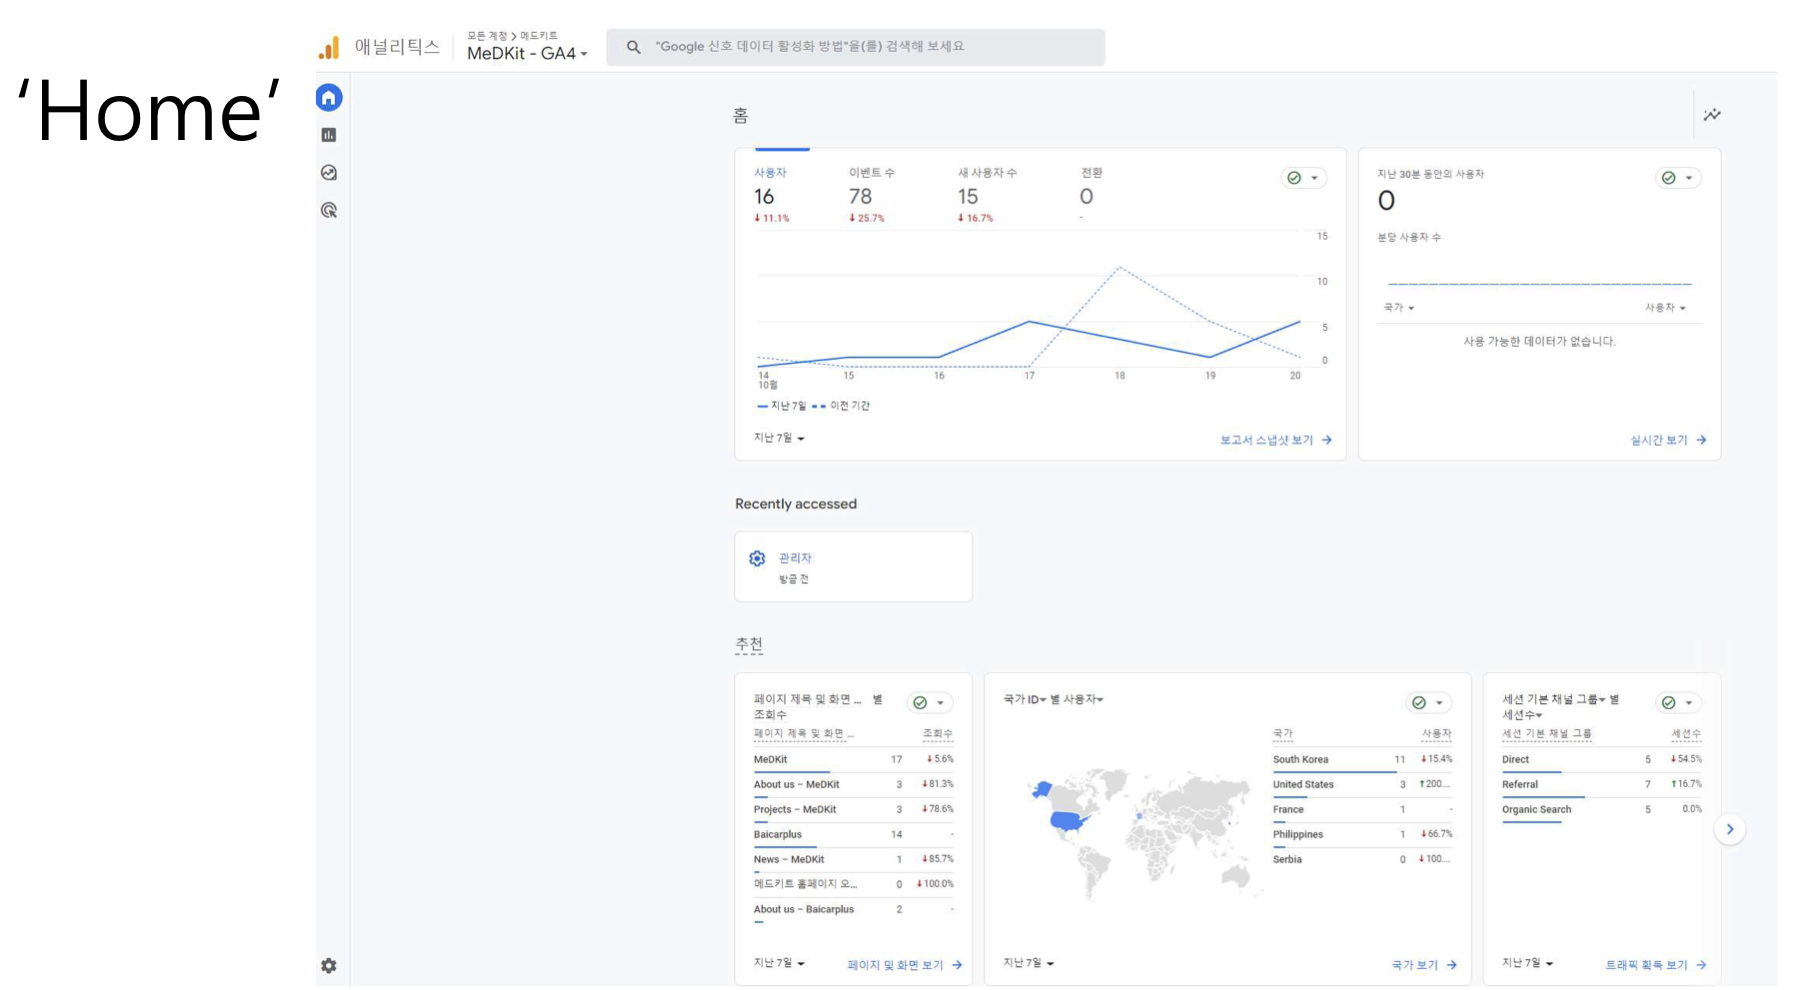 ‘Home’
애널리틱스
모든 계정 > 메드키트
MeDKit - GA4
"Google 신호 데이터 활성화 방법"을(를) 검색해 보세요
홈
사용자 이벤트 수 새 사용자 수 전환
16 78 15 0
↓ 11.1% ↓ 25.7% ↓ 16.7% -
15
10
5
0
14 15 16 17 18 19 20
10월
지난 7일 이전 기간
지난 7일
보고서 스냅샷 보기 →
지난 30분 동안의 사용자
0
분당 사용자 수
국가 사용자
사용 가능한 데이터가 없습니다.
실시간 보기 →
Recently accessed
관리자
방금 전
추천
페이지 제목 및 화면 ... 별
조회수
페이지 제목 및 화면 ... 조회수
MeDKit 17 ↓5.6%
About us – MeDKit 3 ↓81.3%
Projects – MeDKit 3 ↓78.6%
Baicarplus 14 -
News – MeDKit 1 ↓85.7%
메드키트 홈페이지 오... 0 ↓100.0%
About us – Baicarplus 2 -
지난 7일
페이지 및 화면 보기 →
국가 ID 별 사용자
국가 사용자
South Korea 11 ↓15.4%
United States 3 ↑200...
France 1 -
Philippines 1 ↓66.7%
Serbia 0 ↓100...
지난 7일
국가 보기 →
세션 기본 채널 그룹 별
세션수
세션 기본 채널 그룹 세션수
Direct 5 ↓54.5%
Referral 7 ↑16.7%
Organic Search 5 0.0%
지난 7일
트래픽 획득 보기 →